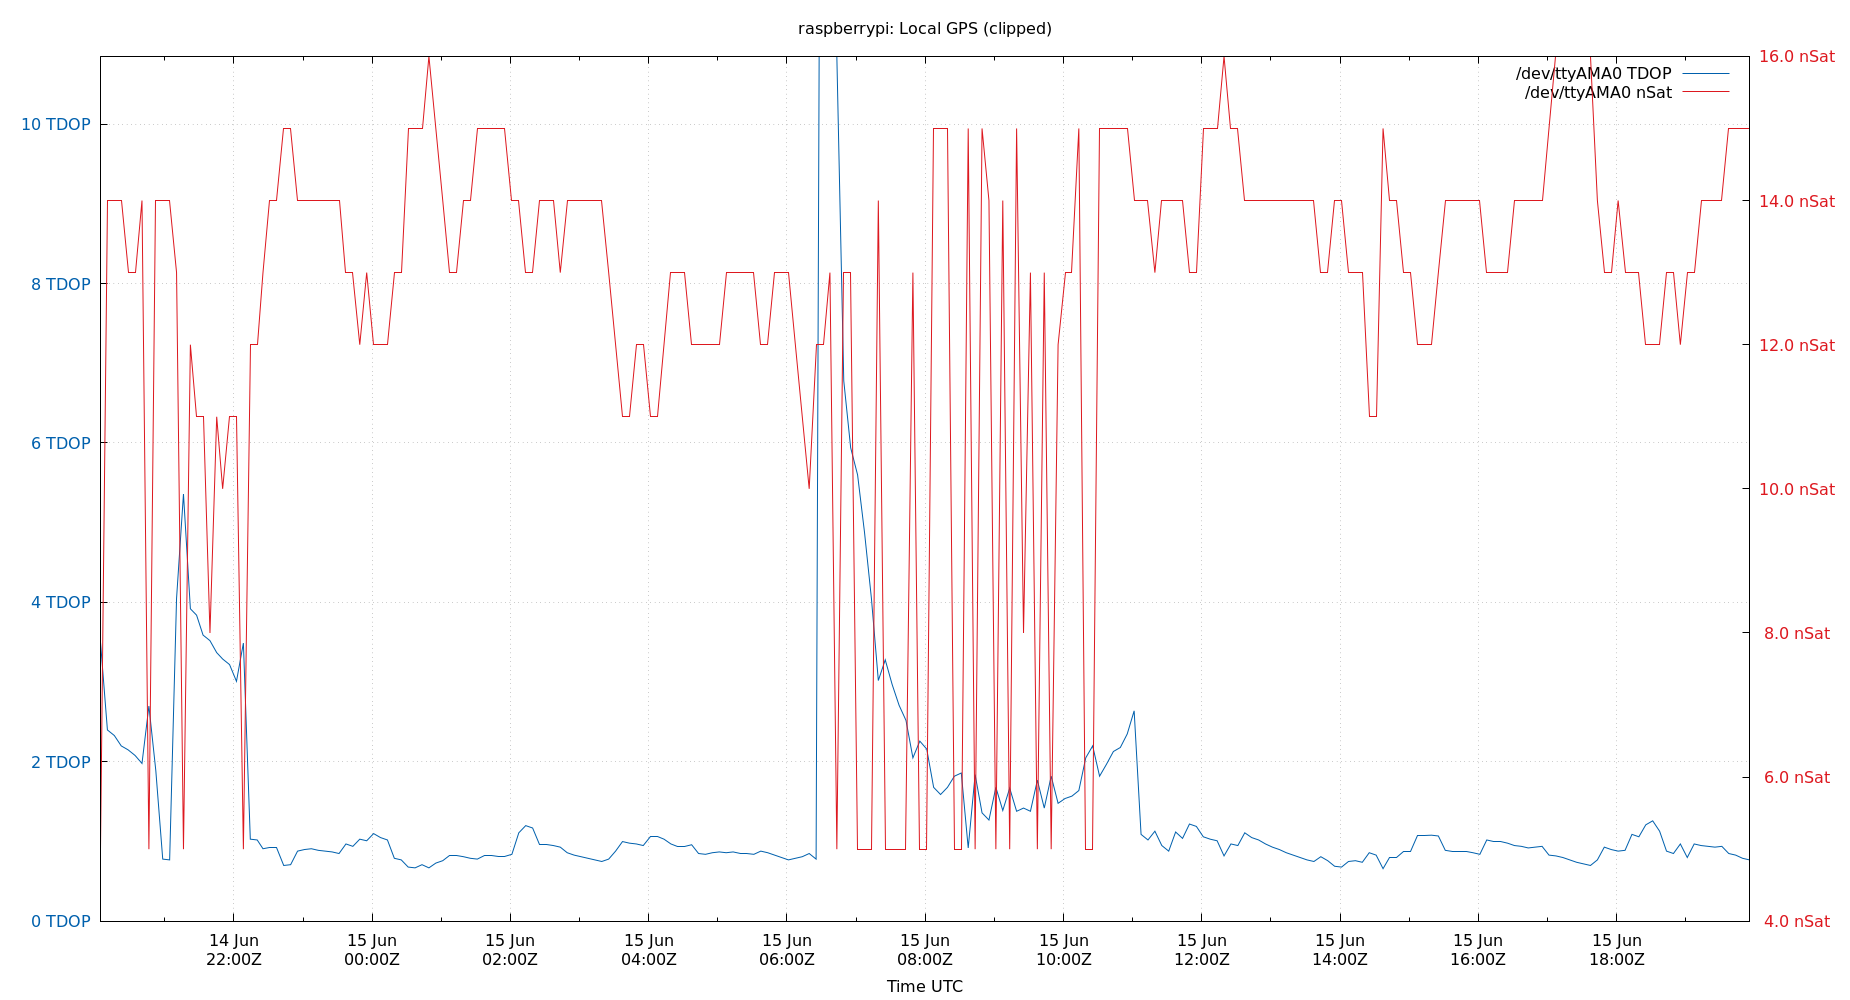 raspberrypi: Local GPS (clipped)
16.0 nSat
/dev/ttyAMA0 TDOP
/dev/ttyAMA0 nSat
10 TDOP
14.0 nSat
8 TDOP
12.0 nSat
6 TDOP
10.0 nSat
4 TDOP
8.0 nSat
2 TDOP
6.0 nSat
0 TDOP
4.0 nSat
14 Jun 15 Jun 15 Jun 15 Jun 15 Jun 15 Jun 15 Jun 15 Jun 15 Jun 15 Jun 15 Jun
22:00Z 00:00Z 02:00Z 04:00Z 06:00Z 08:00Z 10:00Z 12:00Z 14:00Z 16:00Z 18:00Z
Time UTC